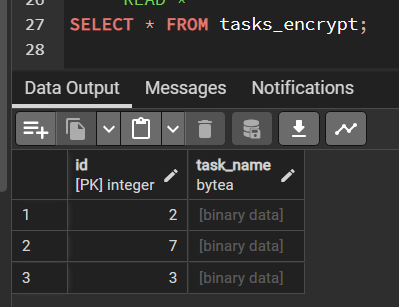 26 READ *
27 SELECT * FROM tasks_encrypt;
28
Data Output Messages Notifications
id task_name
[PK] integer bytea
1 2 [binary data]
2 7 [binary data]
3 3 [binary data]